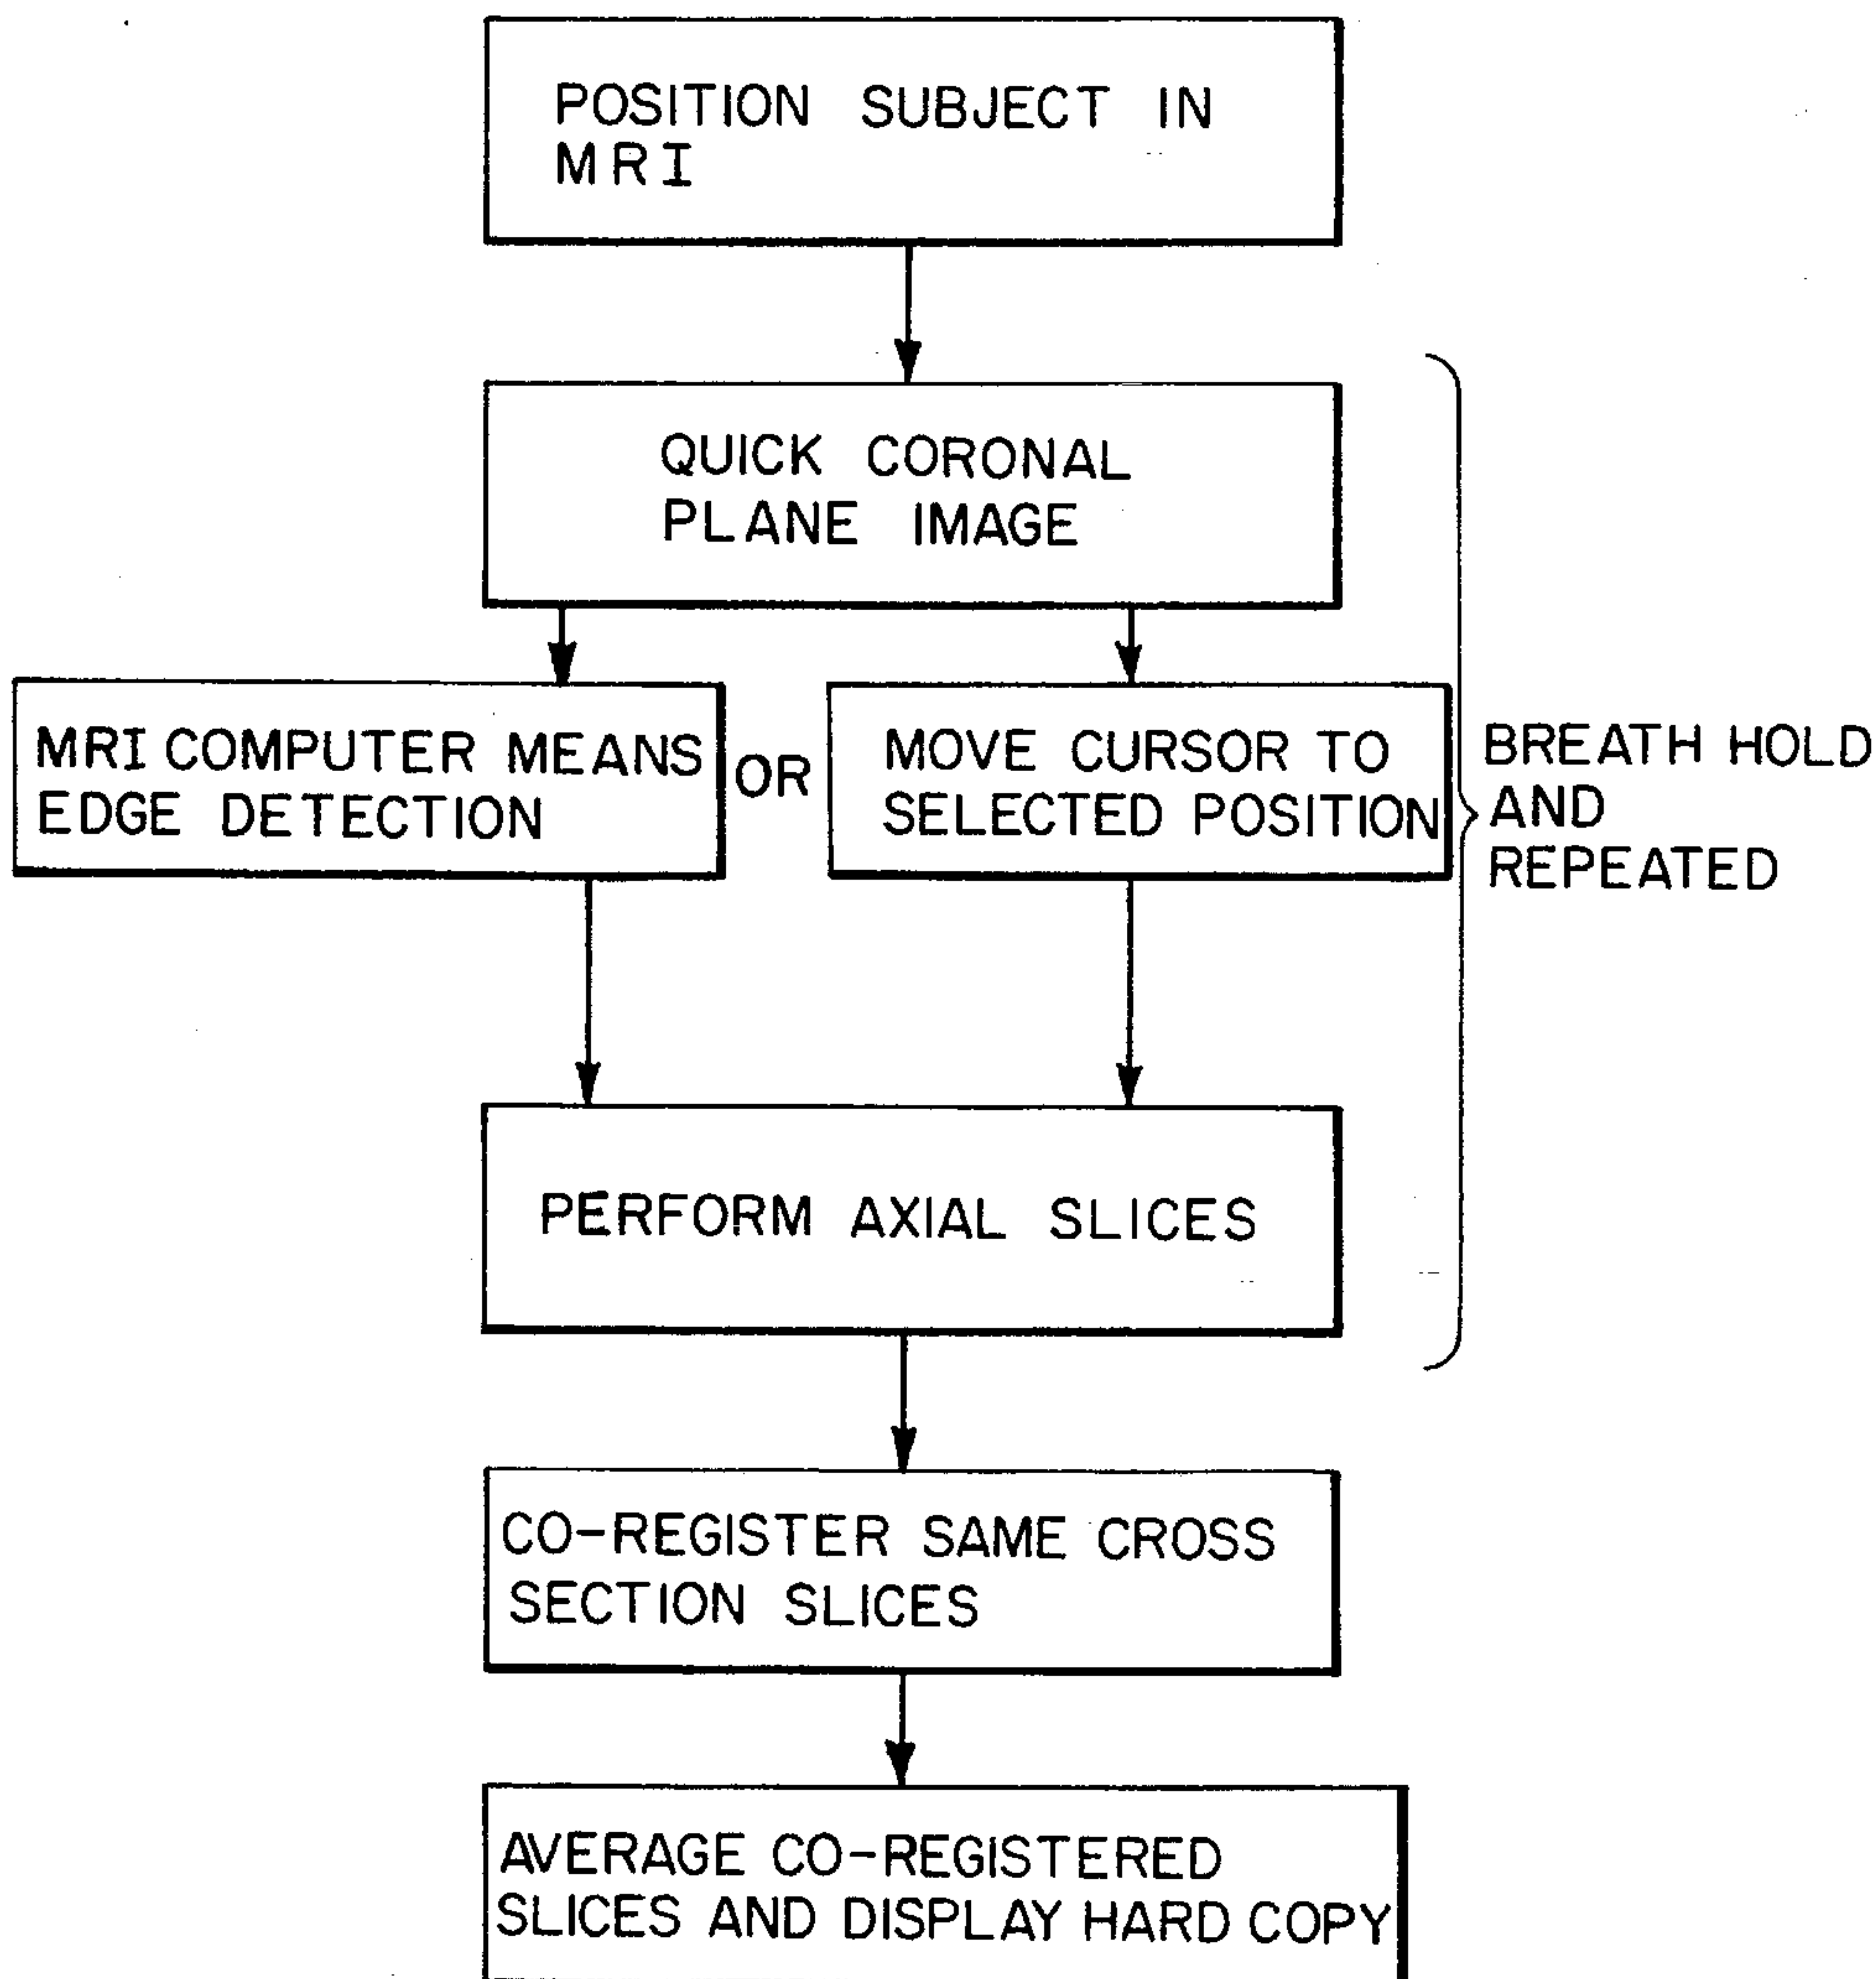 POSITION SUBJECT IN
MRI
QUICK CORONAL
PLANE IMAGE
MRI COMPUTER MEANS
EDGE DETECTION
OR
MOVE CURSOR TO
SELECTED POSITION
BREATH HOLD
AND
REPEATED
PERFORM AXIAL SLICES
CO-REGISTER SAME CROSS
SECTION SLICES
AVERAGE CO-REGISTERED
SLICES AND DISPLAY HARD COPY